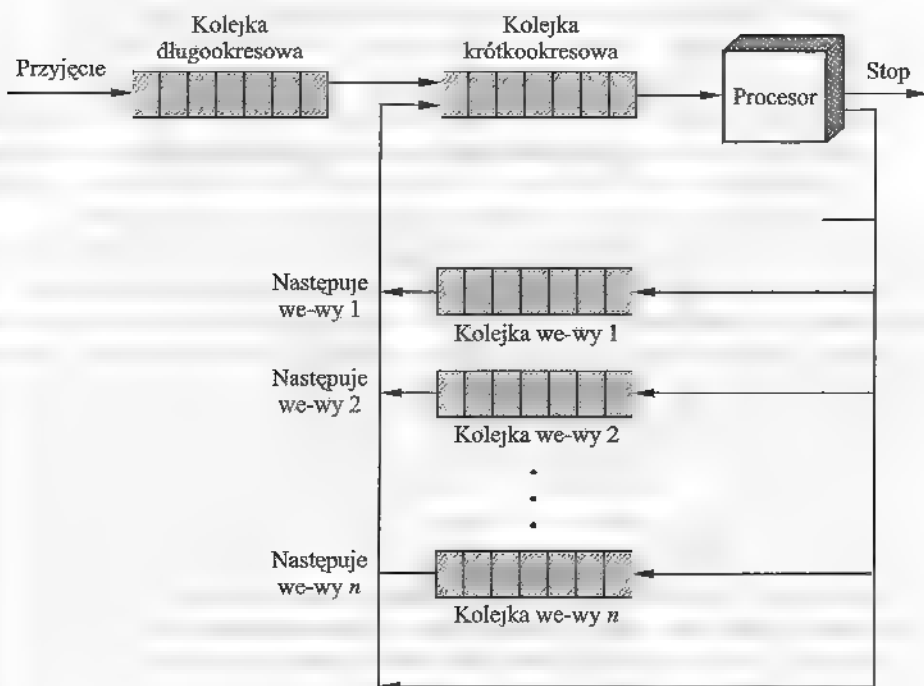 Kolejka
długookresowa
Kolejka
krótkookresowa
Przyjęcie
Procesor
Stop
Następuje
we-wy 1
Kolejka we-wy 1
Następuje
we-wy 2
Kolejka we-wy 2
Następuje
we-wy n
Kolejka we-wy n